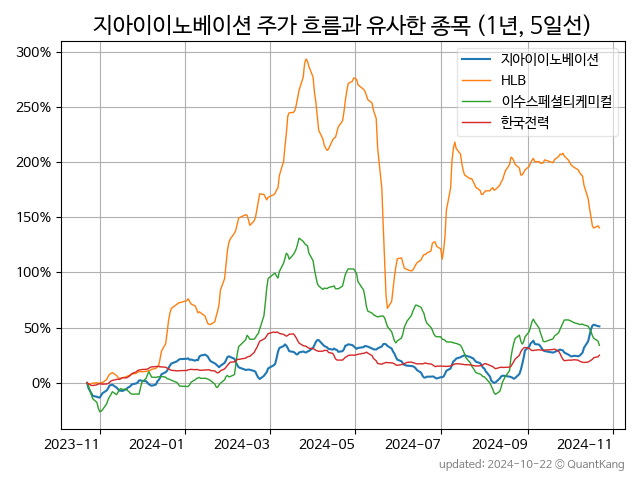 지아이이노베이션 주가 흐름과 유사한 종목 (1년, 5일선)
지아이이노베이션
HLB
이수스페셜티케미컬
한국전력
300%
250%
200%
150%
100%
50%
0%
2023-11 2024-01 2024-03 2024-05 2024-07 2024-09 2024-11
updated: 2024-10-22 © QuantKang